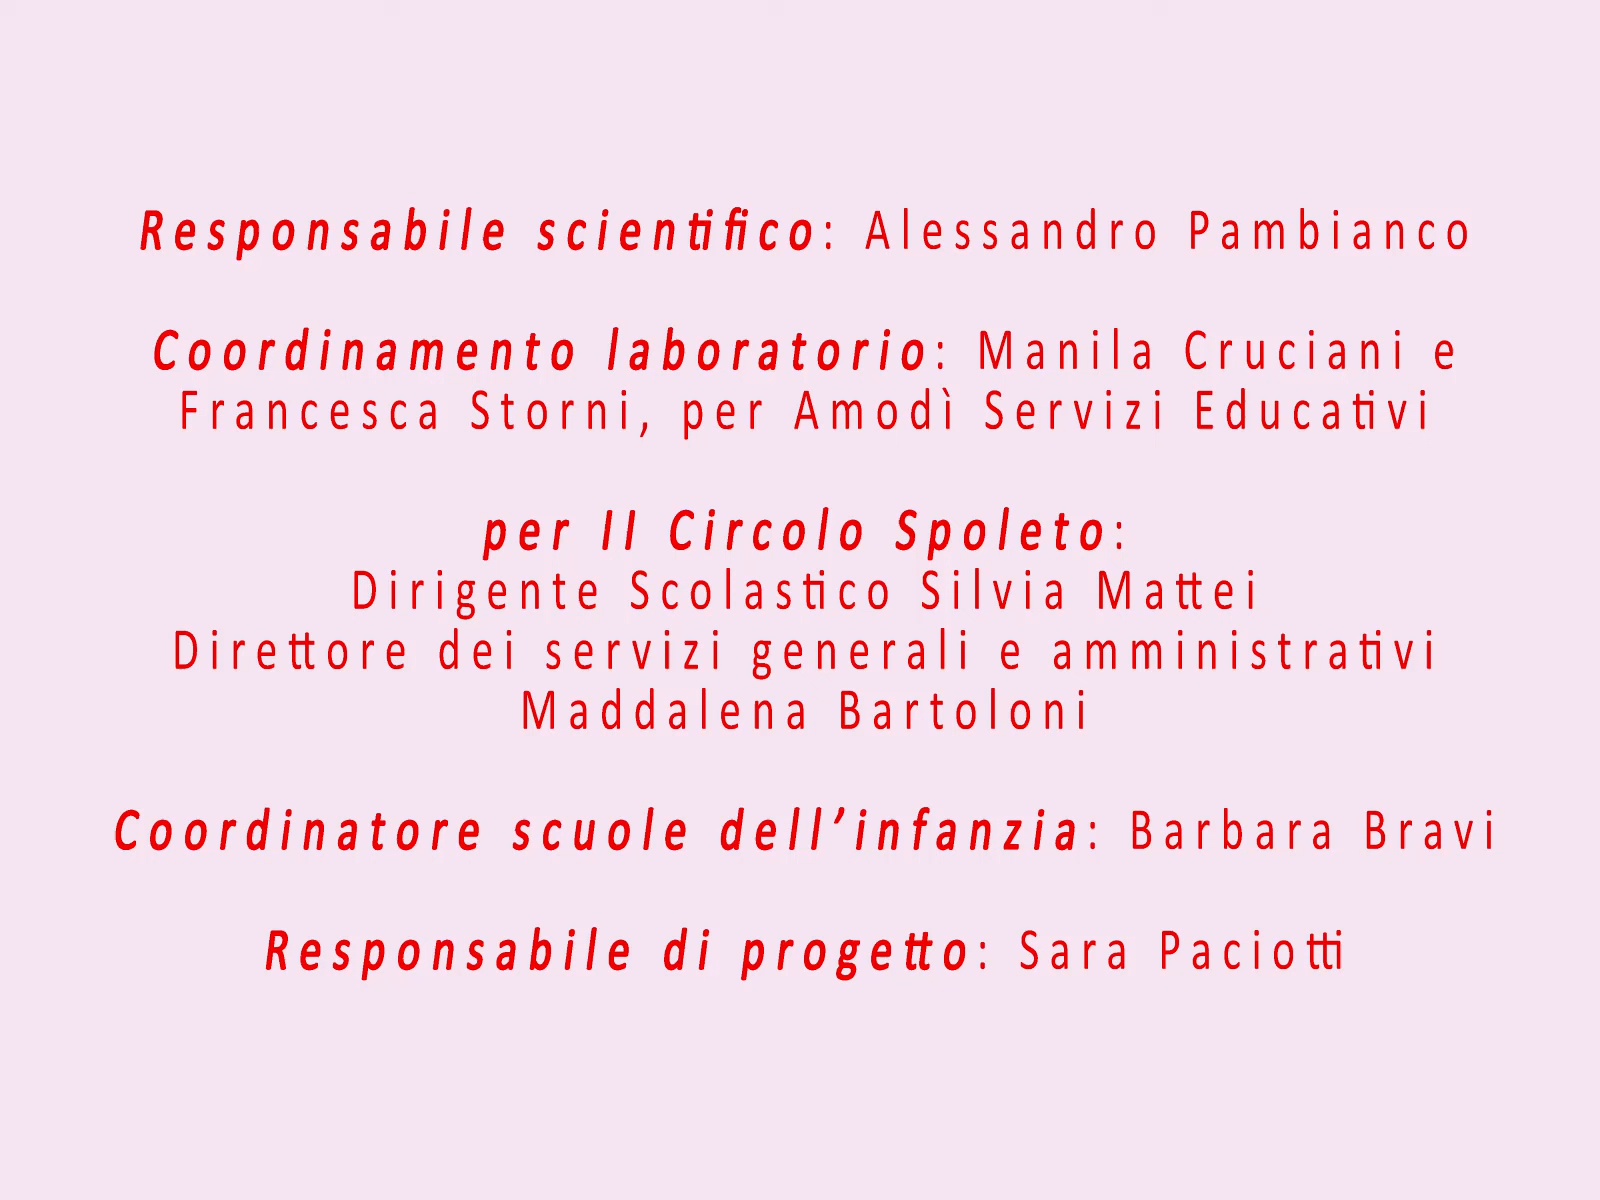 Responsabile scientifico: Alessandro Pambianco
Coordinamento laboratorio: Manila Cruciani e
Francesca Storni, per Amodì Servizi Educativi
per II Circolo Spoleto:
Dirigente Scolastico Silvia Mattei
Direttore dei servizi generali e amministrativi
Maddalena Bartoloni
Coordinatore scuole dell’infanzia: Barbara Bravi
Responsabile di progetto: Sara Paciotti